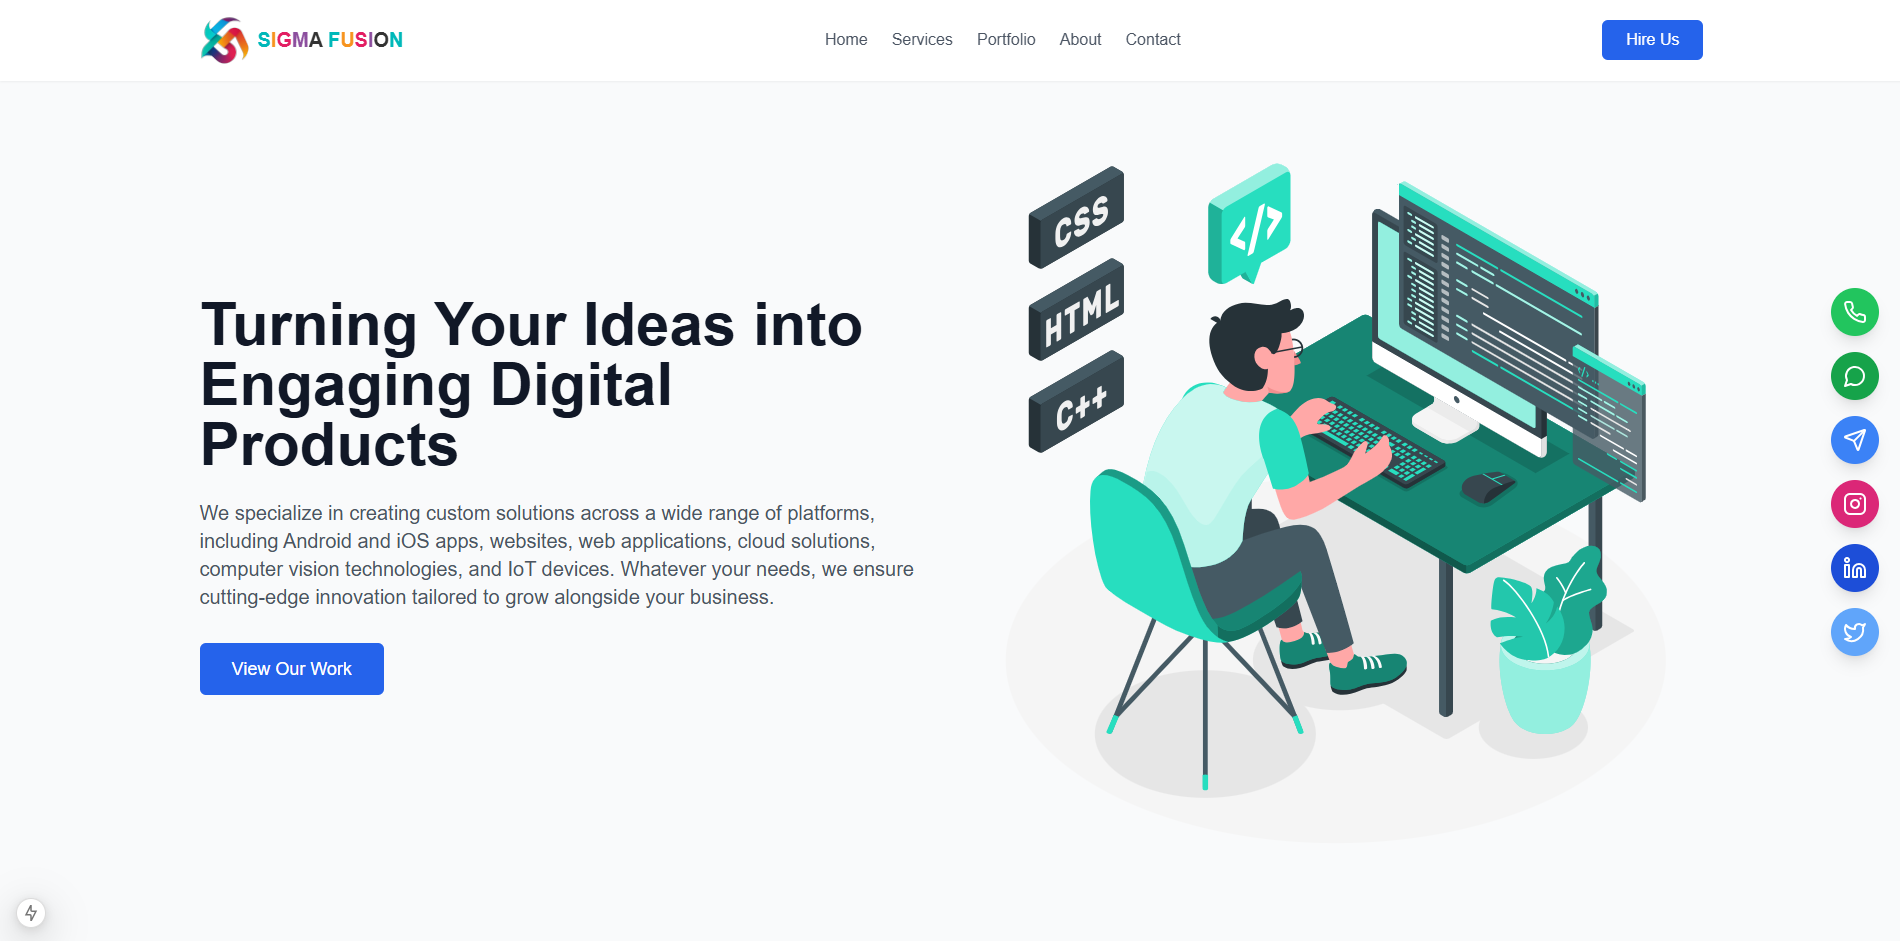 SIGMA FUSION
Home Services Portfolio About Contact
Hire Us
CSS
HTML
C++
</>
Turning Your Ideas into
Engaging Digital
Products
We specialize in creating custom solutions across a wide range of platforms,
including Android and iOS apps, websites, web applications, cloud solutions,
computer vision technologies, and IoT devices. Whatever your needs, we ensure
cutting-edge innovation tailored to grow alongside your business.
View Our Work